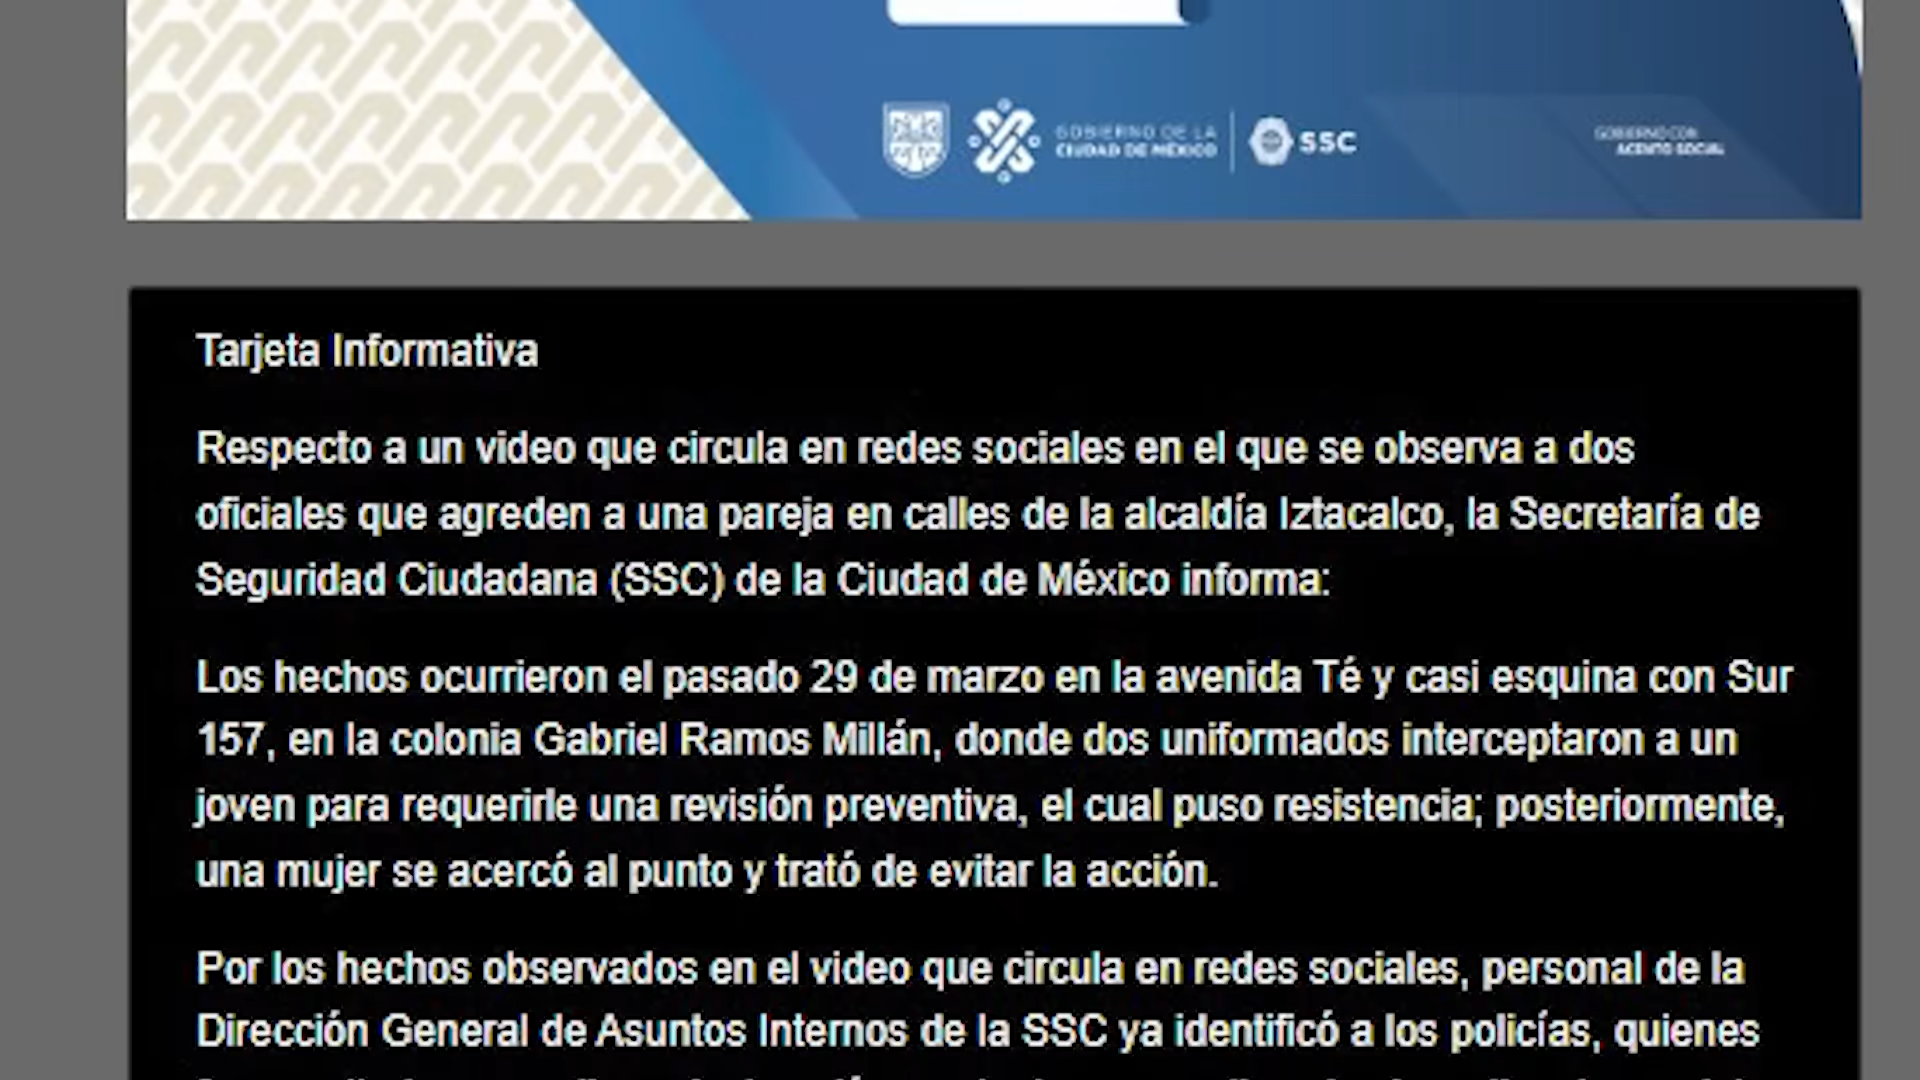 GOBIERNO DE LA
CIUDAD DE MÉXICO
SSC
GOBIERNO CON
ACENTO SOCIAL
Tarjeta Informativa
Respecto a un video que circula en redes sociales en el que se observa a dos
oficiales que agreden a una pareja en calles de la alcaldía Iztacalco, la Secretaría de
Seguridad Ciudadana (SSC) de la Ciudad de México informa:
Los hechos ocurrieron el pasado 29 de marzo en la avenida Té y casi esquina con Sur
157, en la colonia Gabriel Ramos Millán, donde dos uniformados interceptaron a un
joven para requerirle una revisión preventiva, el cual puso resistencia; posteriormente,
una mujer se acercó al punto y trató de evitar la acción.
Por los hechos observados en el video que circula en redes sociales, personal de la
Dirección General de Asuntos Internos de la SSC ya identificó a los policías, quienes